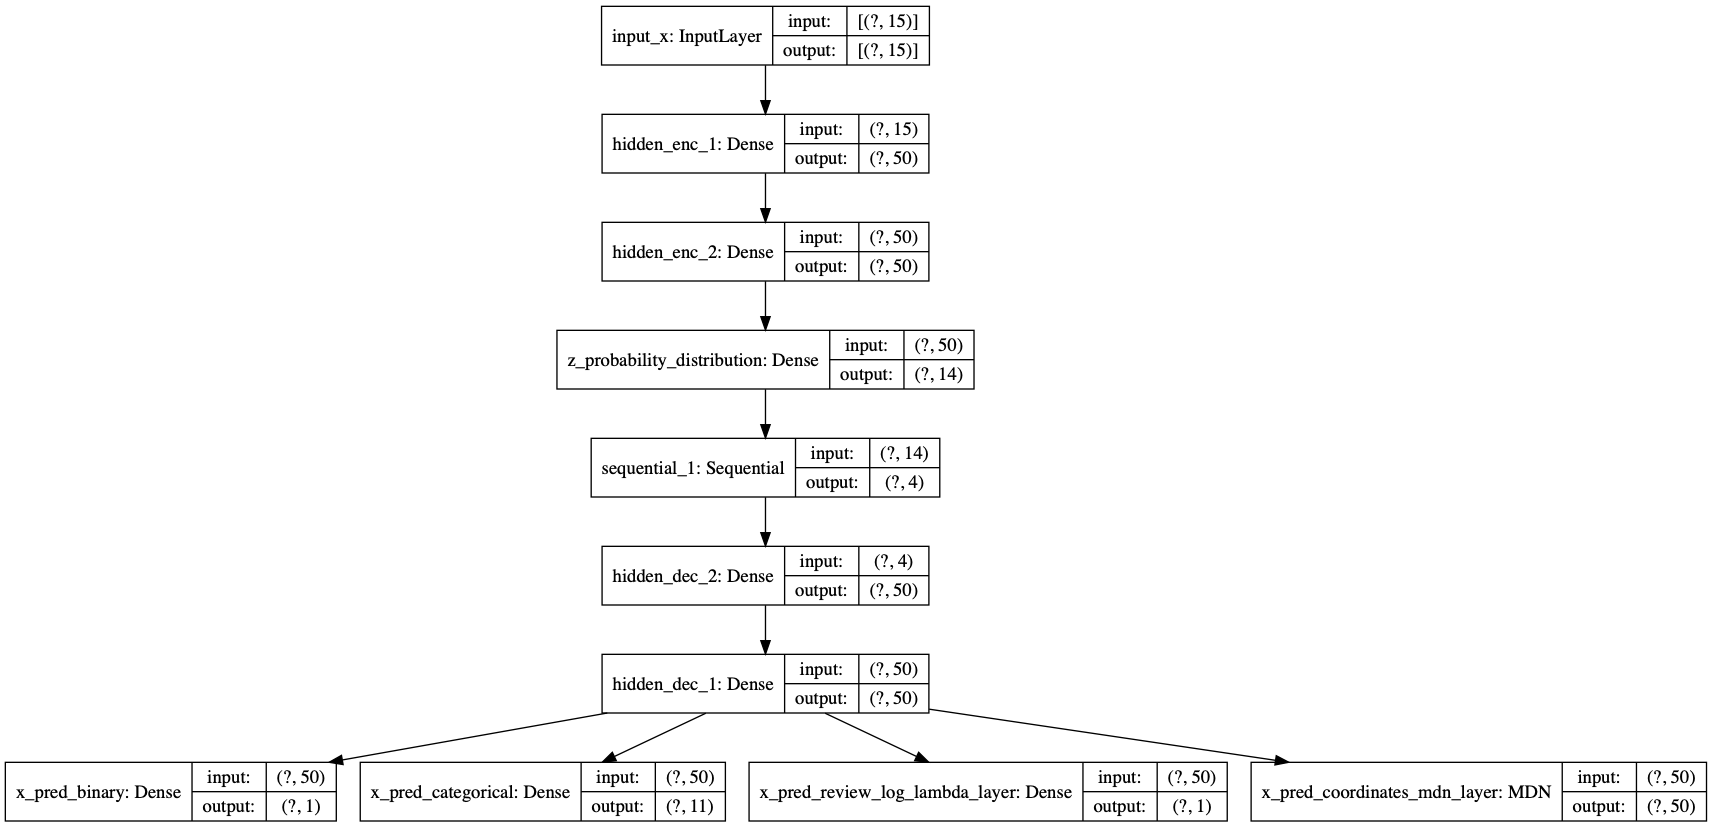 input_x: InputLayer
input: [(?, 15)]
output: [(?, 15)]
hidden_enc_1: Dense
input: (?, 15)
output: (?, 50)
hidden_enc_2: Dense
input: (?, 50)
output: (?, 50)
z_probability_distribution: Dense
input: (?, 50)
output: (?, 14)
sequential_1: Sequential
input: (?, 14)
output: (?, 4)
hidden_dec_2: Dense
input: (?, 4)
output: (?, 50)
hidden_dec_1: Dense
input: (?, 50)
output: (?, 50)
x_pred_binary: Dense
input: (?, 50)
output: (?, 1)
x_pred_categorical: Dense
input: (?, 50)
output: (?, 11)
x_pred_review_log_lambda_layer: Dense
input: (?, 50)
output: (?, 1)
x_pred_coordinates_mdn_layer: MDN
input: (?, 50)
output: (?, 50)